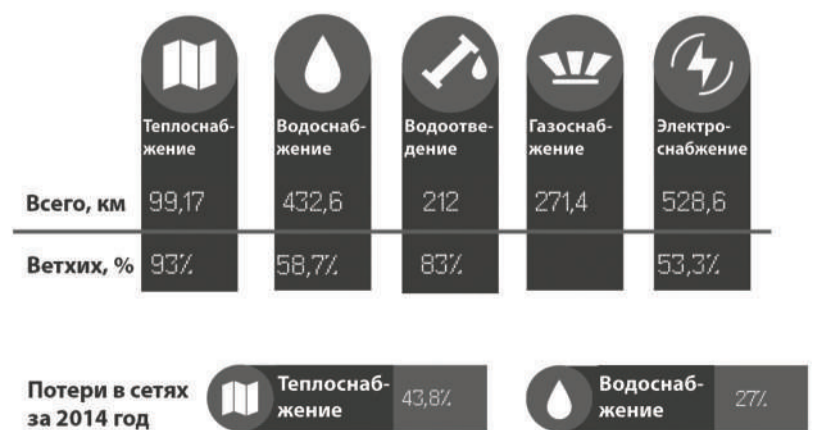 Теплоснаб-
жение
Водоснаб-
жение
Водоотве-
дение
Газоснаб-
жение
Электро-
снабжение
Всего, км 99,17 432,6 212 271,4 528,6
Ветхих, % 93% 58,7% 83% 53,3%
Потери в сетях
за 2014 год
Теплоснаб-
жение
43,8%
Водоснаб-
жение
27%